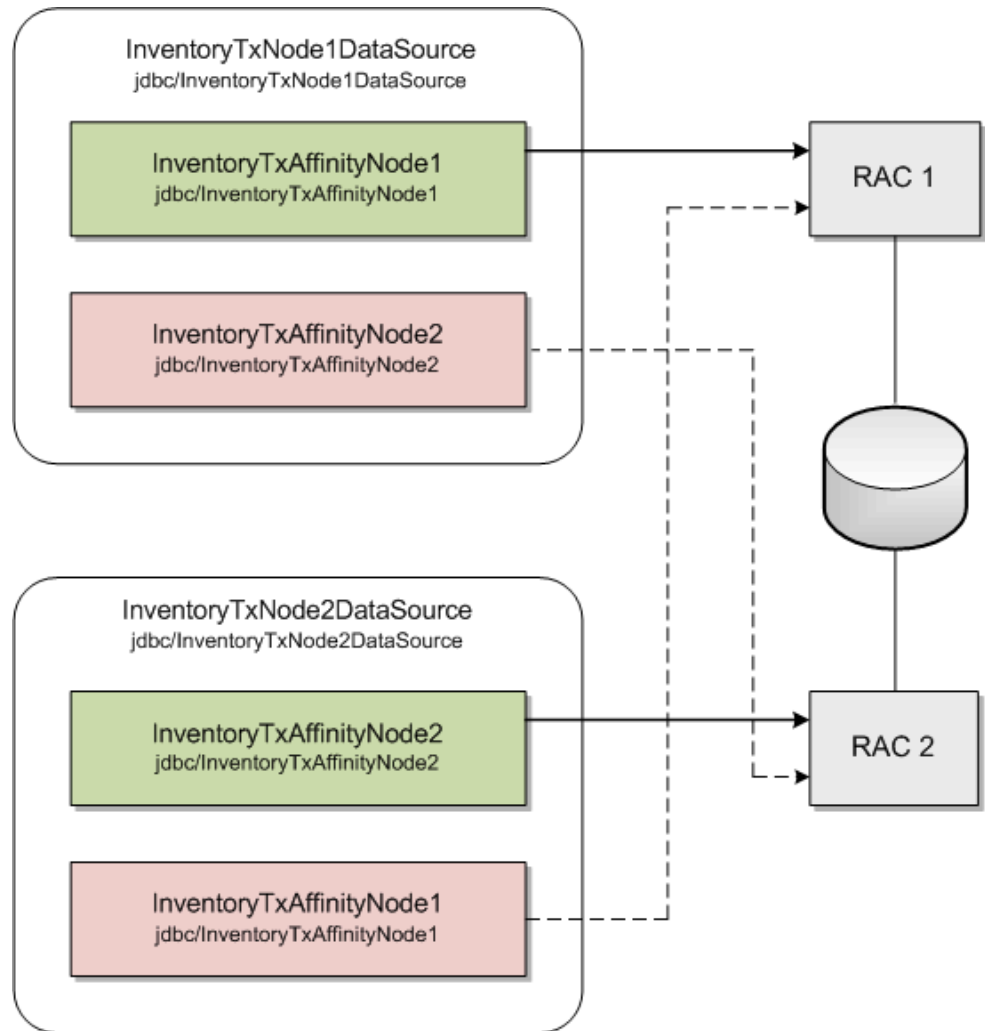 InventoryTxNode1DataSource
jdbc/InventoryTxNode1DataSource
InventoryTxAffinityNode1
jdbc/InventoryTxAffinityNode1
RAC 1
InventoryTxAffinityNode2
jdbc/InventoryTxAffinityNode2
InventoryTxNode2DataSource
jdbc/InventoryTxNode2DataSource
InventoryTxAffinityNode2
jdbc/InventoryTxAffinityNode2
RAC 2
InventoryTxAffinityNode1
jdbc/InventoryTxAffinityNode1